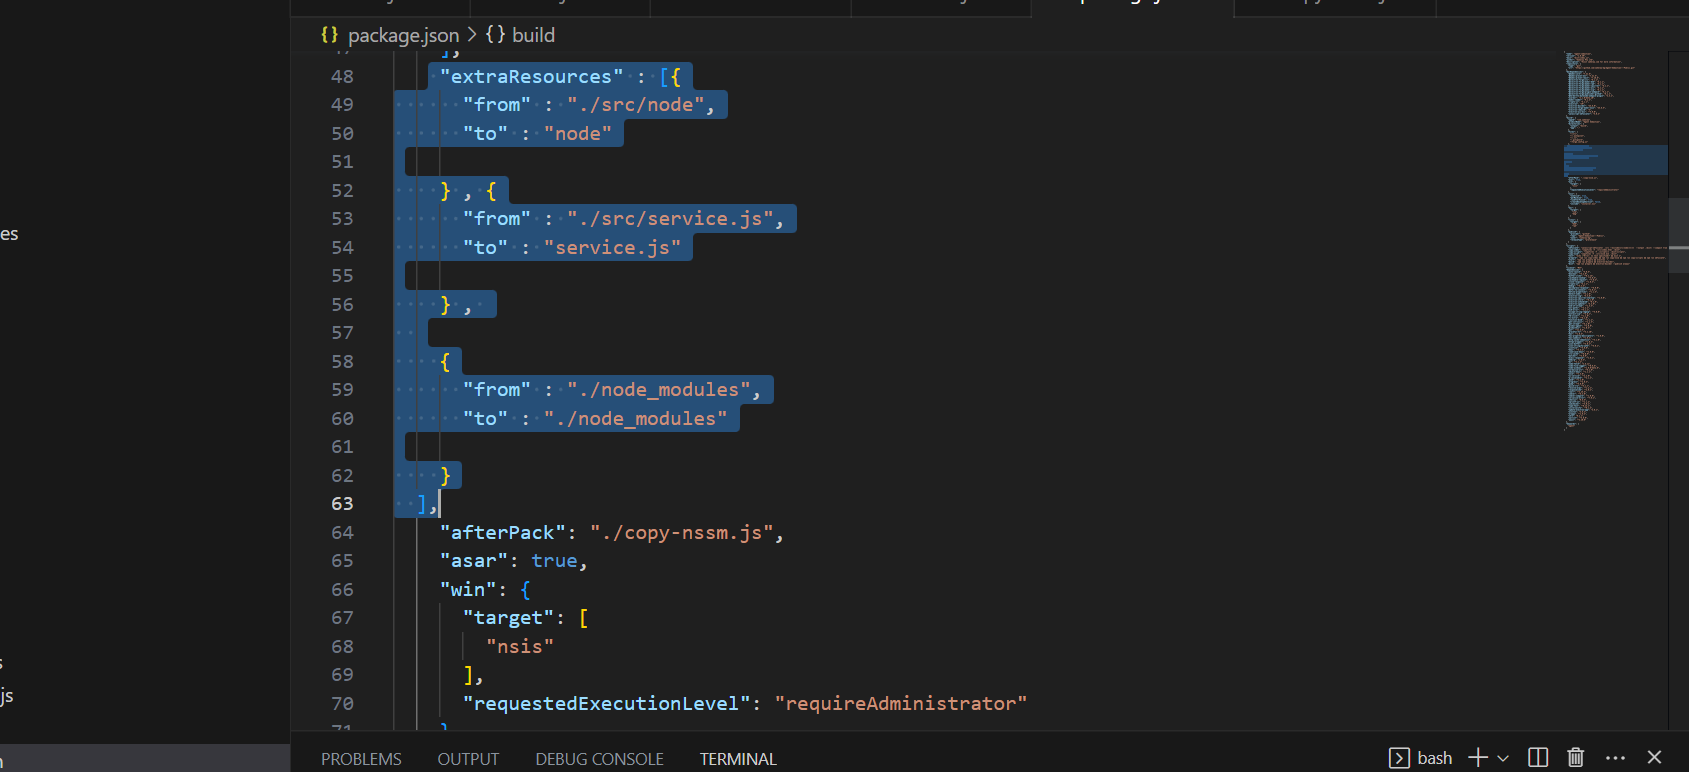 {} package.json > {} build
],
48 "extraResources" : [{
49 "from" : "./src/node",
50 "to" : "node"
51
52 } , {
53 "from" : "./src/service.js",
54 "to" : "service.js"
55
56 } ,
57
58 {
59 "from" : "./node_modules",
60 "to" : "./node_modules"
61
62 }
63 ],
64 "afterPack": "./copy-nssm.js",
65 "asar": true,
66 "win": {
67 "target": [
68 "nsis"
69 ],
70 "requestedExecutionLevel": "requireAdministrator"
71 }
es
s
js
n
PROBLEMS OUTPUT DEBUG CONSOLE TERMINAL
bash